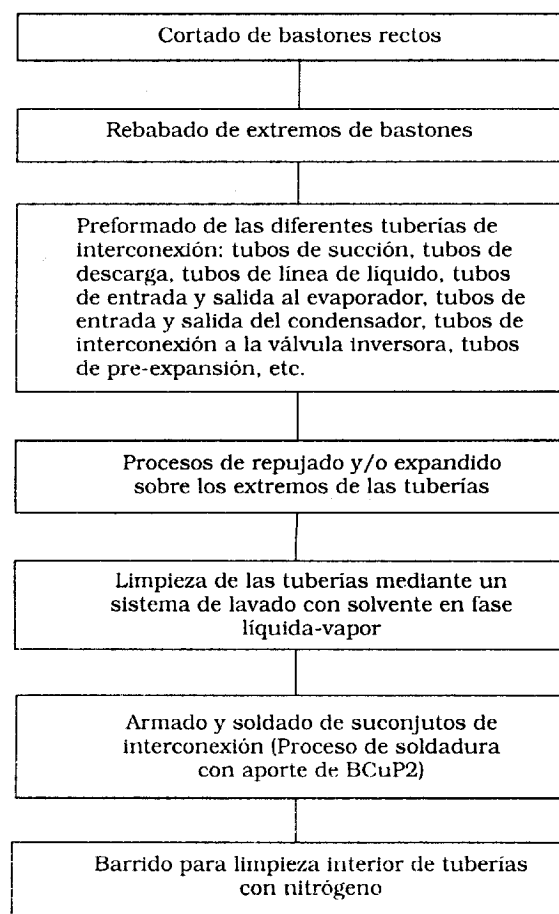 Cortado de bastones rectos
Rebabado de extremos de bastones
Preformado de las diferentes tuberías de
interconexión: tubos de succión, tubos de
descarga, tubos de línea de líquido, tubos
de entrada y salida al evaporador, tubos de
entrada y salida del condensador, tubos de
interconexión a la válvula inversora, tubos
de pre-expansión, etc.
Procesos de repujado y/o expandido
sobre los extremos de las tuberías
Limpieza de las tuberías mediante un
sistema de lavado con solvente en fase
líquida-vapor
Armado y soldado de suconjutos de
interconexión (Proceso de soldadura
con aporte de BCuP2)
Barrido para limpieza interior de tuberías
con nitrógeno